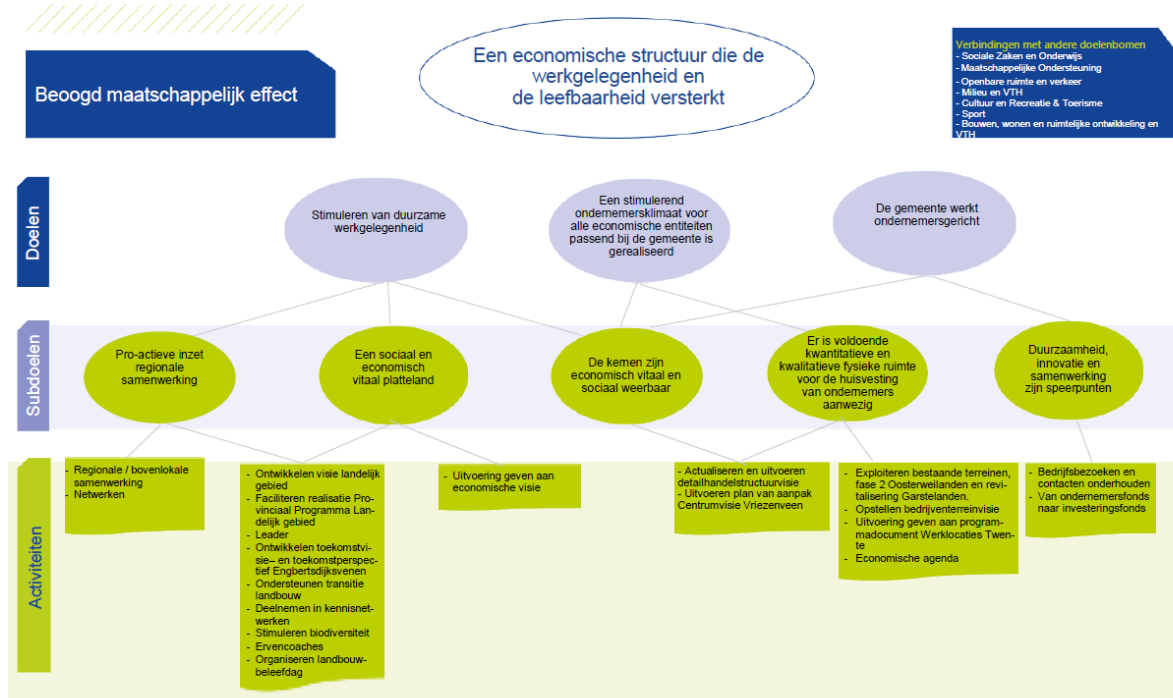 Beoogd maatschappelijk effect
Een economische structuur die de
werkgelegenheid en
de leefbaarheid versterkt
Verbindingen met andere doelenbomen
- Sociale Zaken en Onderwijs
- Maatschappelijke Ondersteuning
- Openbare ruimte en verkeer
- Milieu en VTH
- Cultuur en Recreatie & Toerisme
- Sport
- Bouwen, wonen en ruimtelijke ontwikkeling en
VTH
Doelen
Stimuleren van duurzame
werkgelegenheid
Een stimulerend
ondernemersklimaat voor
alle economische entiteiten
passend bij de gemeente is
gerealiseerd
De gemeente werkt
ondernemersgericht
Subdoelen
Pro-actieve inzet
regionale
samenwerking
Een sociaal en
economisch
vitaal platteland
De kernen zijn
economisch vitaal en
sociaal weerbaar
Er is voldoende
kwantitatieve en
kwalitatieve fysieke ruimte
voor de huisvesting
van ondernemers
aanwezig
Duurzaamheid,
innovatie en
samenwerking
zijn speerpunten
Activiteiten
- Regionale / bovenlokale
samenwerking
- Netwerken
- Ontwikkelen visie landelijk
gebied
- Faciliteren realisatie Pro-
vinciaal Programma Lan-
delijk gebied
- Leader
- Ontwikkelen toekomstvi-
sie– en toekomstperspec-
tief Engbertsdijksvenen
- Ondersteunen transitie
landbouw
- Deelnemen in kennisnet-
werken
- Stimuleren biodiversiteit
- Ervencoaches
- Organiseren landbouw-
beleefdag
- Uitvoering geven aan
economische visie
- Actualiseren en uitvoeren
detailhandelstructuurvisie
- Uitvoeren plan van aanpak
Centrumvisie Vriezenveen
- Exploiteren bestaande terreinen,
fase 2 Oosterweilanden en revi-
talisering Garstelanden.
- Opstellen bedrijventerreinvisie
- Uitvoering geven aan program-
madocument Werklocaties Twen-
te
- Economische agenda
- Bedrijfsbezoeken en
contacten onderhouden
- Van ondernemersfonds
naar investeringsfonds